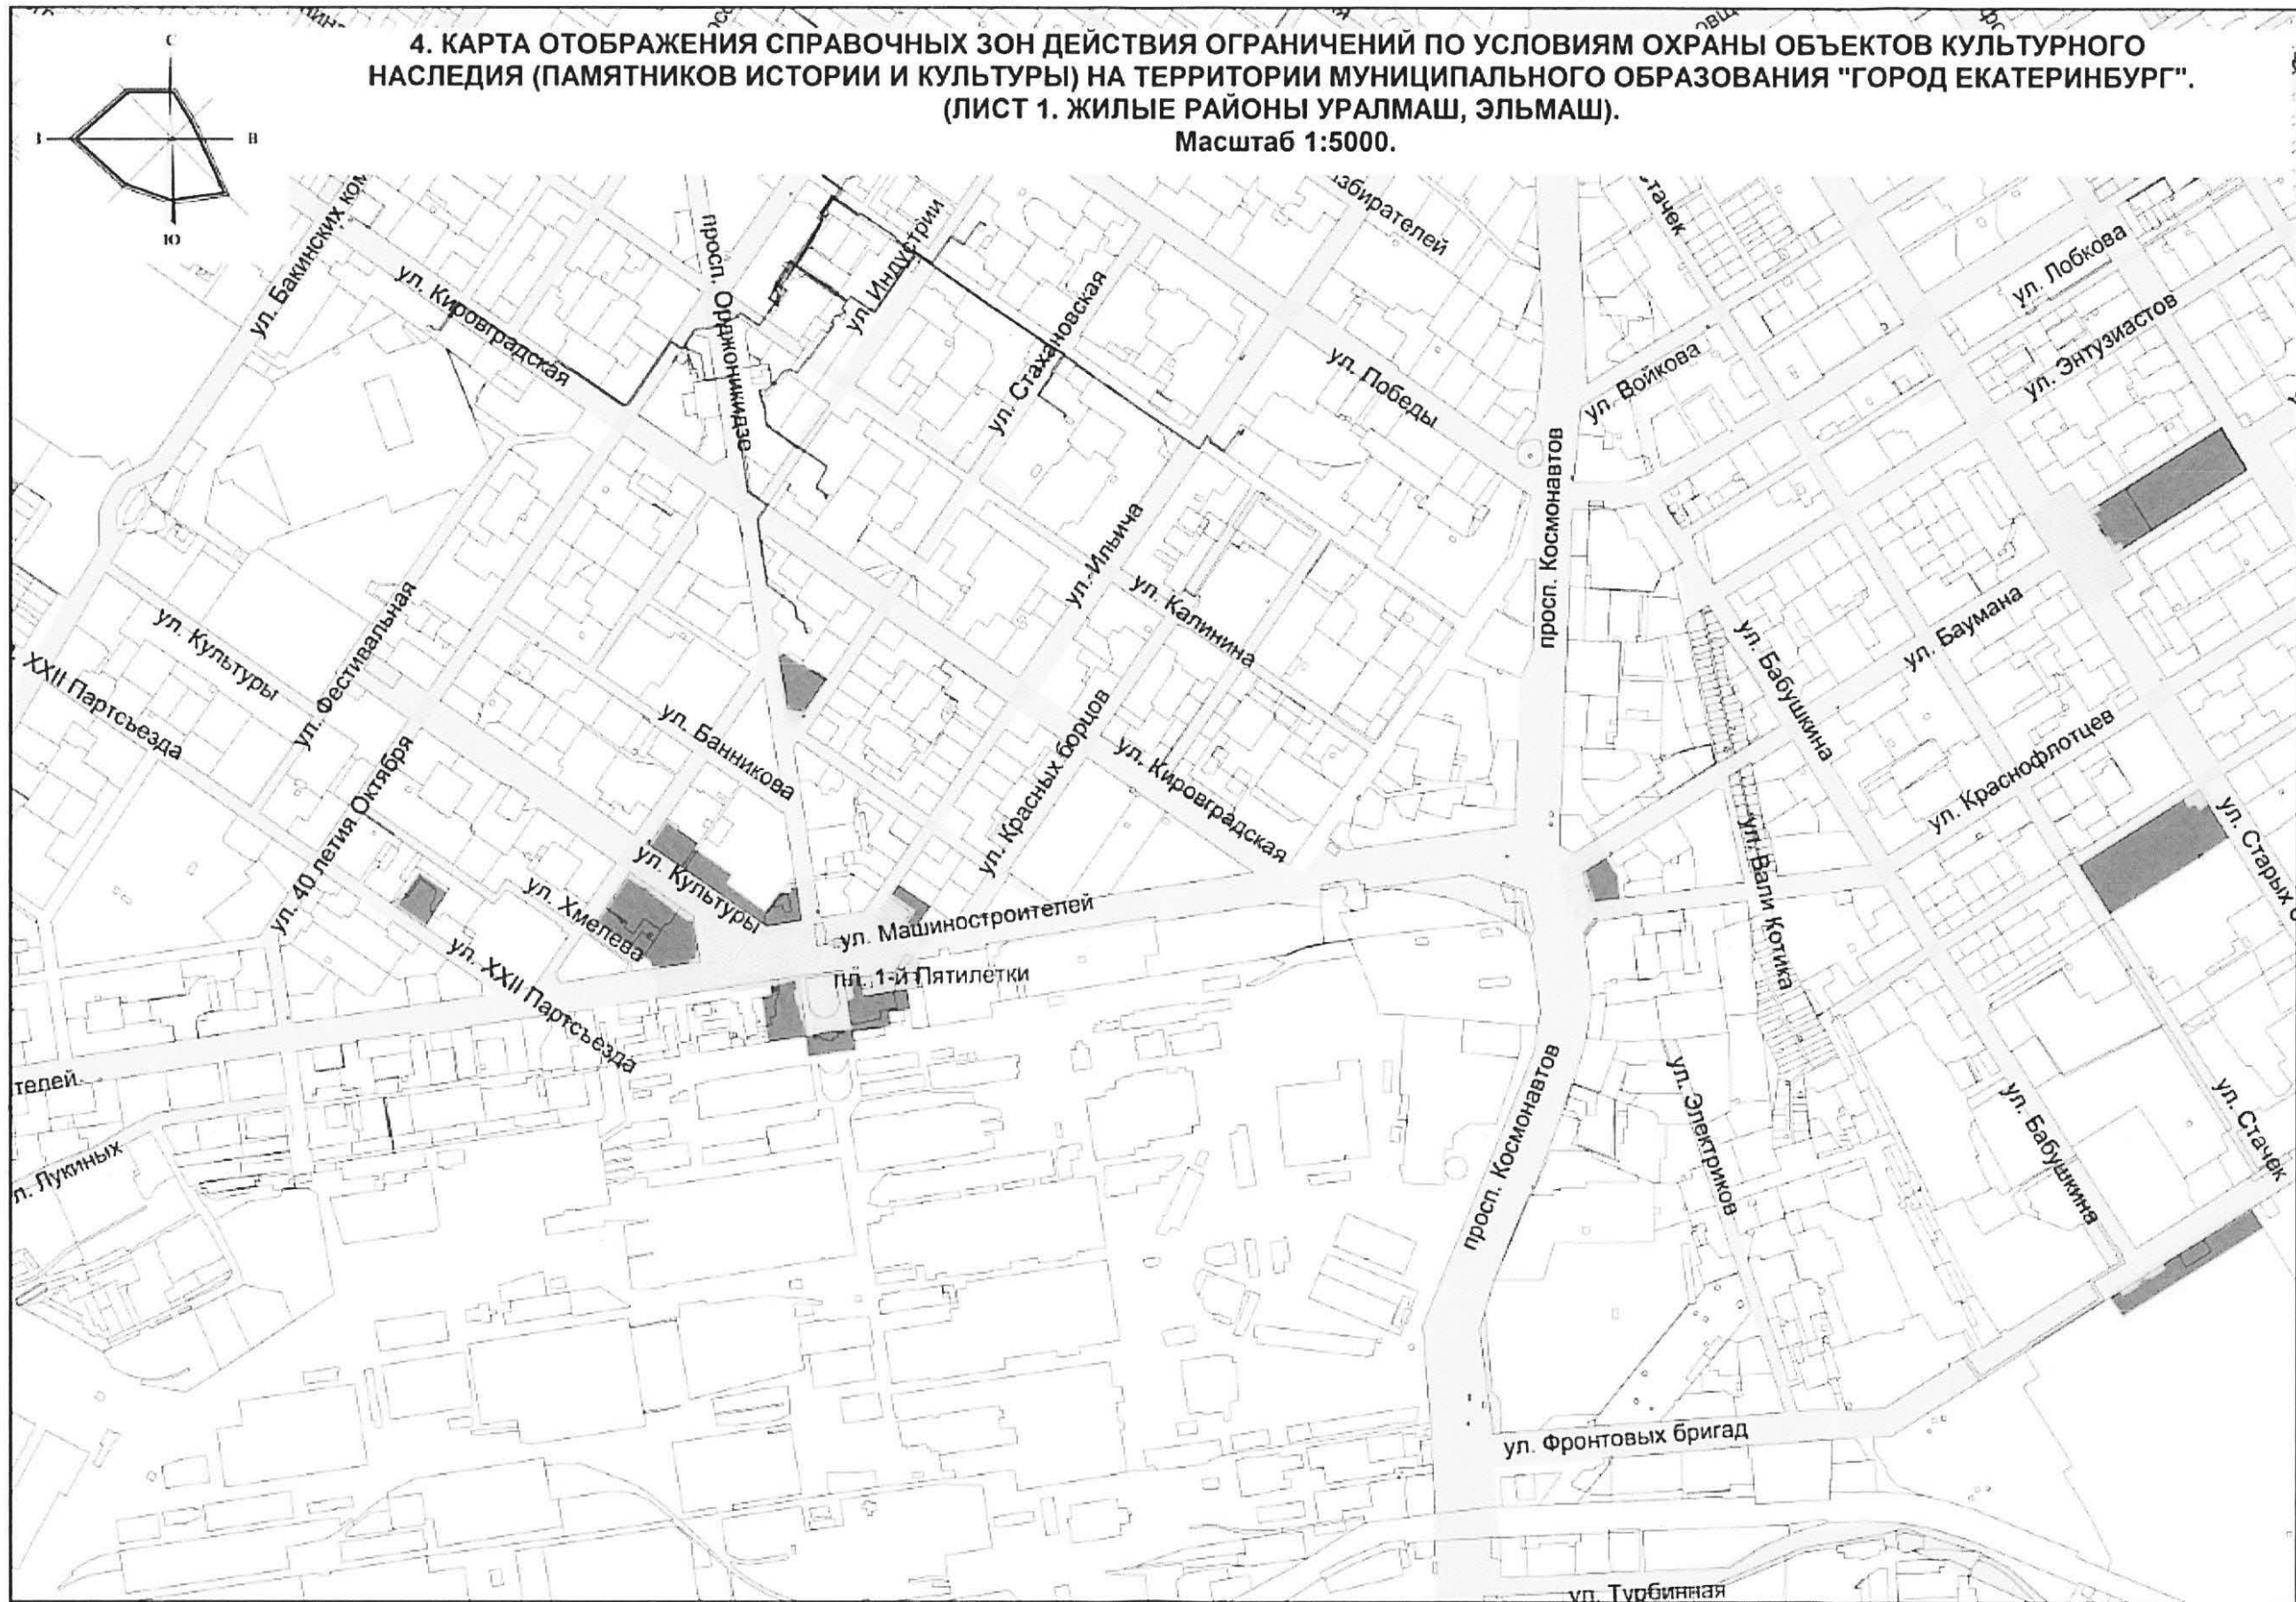 4. КАРТА ОТОБРАЖЕНИЯ СПРАВОЧНЫХ ЗОН ДЕЙСТВИЯ ОГРАНИЧЕНИЙ ПО УСЛОВИЯМ ОХРАНЫ ОБЪЕКТОВ КУЛЬТУРНОГО
НАСЛЕДИЯ (ПАМЯТНИКОВ ИСТОРИИ И КУЛЬТУРЫ) НА ТЕРРИТОРИИ МУНИЦИПАЛЬНОГО ОБРАЗОВАНИЯ "ГОРОД ЕКАТЕРИНБУРГ".
(ЛИСТ 1. ЖИЛЫЕ РАЙОНЫ УРАЛМАШ, ЭЛЬМАШ).
Масштаб 1:5000.
С
В
Ю
ул. Бакинских ком
ул. Кировградская
просп. Орджоникидзе
ул. Индустрии
ул. Стахановская
збирателей
Стачек
ул. Лобкова
ул. Энтузиастов
ул. Победы
ул. Войкова
просп. Космонавтов
ул. Ильича
ул. Калинина
ул. Культуры
ул. Фестивальная
XXII Партсъезда
ул. Банникова
ул. Красных борцов
ул. Кировградская
ул. Бабушкина
ул. Баумана
ул. Краснофлотцев
ул. Старых
ул. 40 летия Октября
ул. Культуры
ул. Хмелева
ул. XXII Партсъезда
ул. Машиностроителей
пл. 1-й Пятилетки
ул. Вали Котика
телей
л. Лукиных
просп. Космонавтов
ул. Электриков
ул. Бабушкина
ул. Стачек
ул. Фронтовых бригад
ул. Турбинная